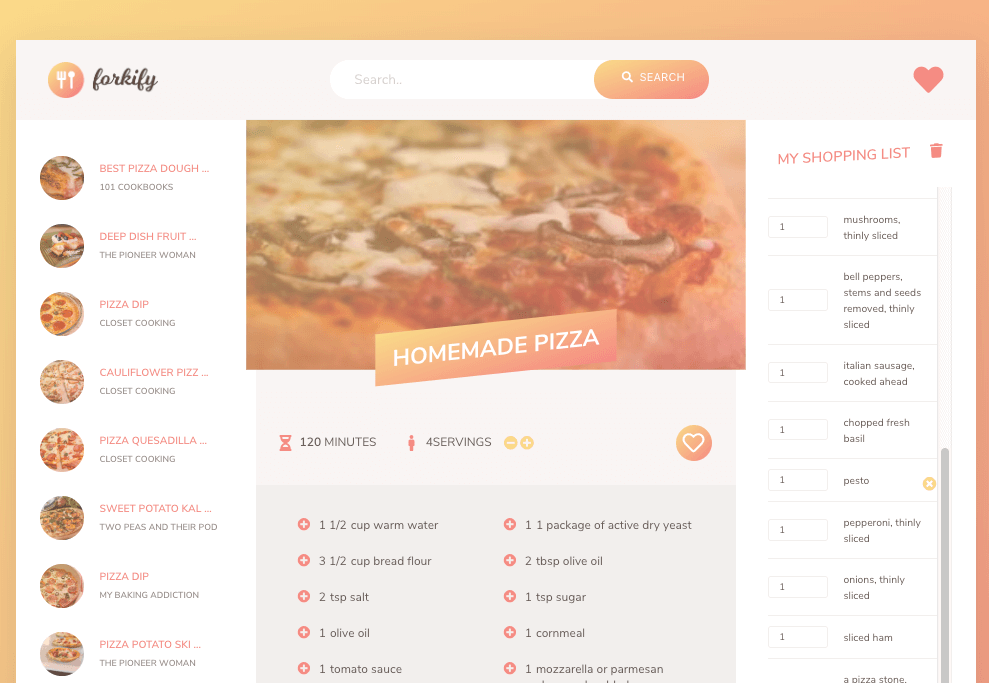 forkify
Search..
SEARCH
BEST PIZZA DOUGH ...
101 COOKBOOKS
DEEP DISH FRUIT ...
THE PIONEER WOMAN
PIZZA DIP
CLOSET COOKING
CAULIFLOWER PIZZ ...
CLOSET COOKING
PIZZA QUESADILLA ...
CLOSET COOKING
SWEET POTATO KAL ...
TWO PEAS AND THEIR POD
PIZZA DIP
MY BAKING ADDICTION
PIZZA POTATO SKI ...
THE PIONEER WOMAN
HOMEMADE PIZZA
120 MINUTES
4SERVINGS
1 1/2 cup warm water
1 1 package of active dry yeast
3 1/2 cup bread flour
2 tbsp olive oil
2 tsp salt
1 tsp sugar
1 olive oil
1 cornmeal
1 tomato sauce
1 mozzarella or parmesan
MY SHOPPING LIST
1
mushrooms,
thinly sliced
1
bell peppers,
stems and seeds
removed, thinly
sliced
1
italian sausage,
cooked ahead
1
chopped fresh
basil
1
pesto
1
pepperoni, thinly
sliced
1
onions, thinly
sliced
1
sliced ham
a pizza stone,